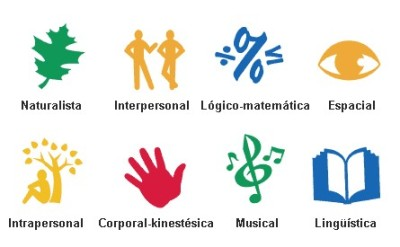 Naturalista
Interpersonal
Lógico-matemática
Espacial
Intrapersonal
Corporal-kinestésica
Musical
Lingüística